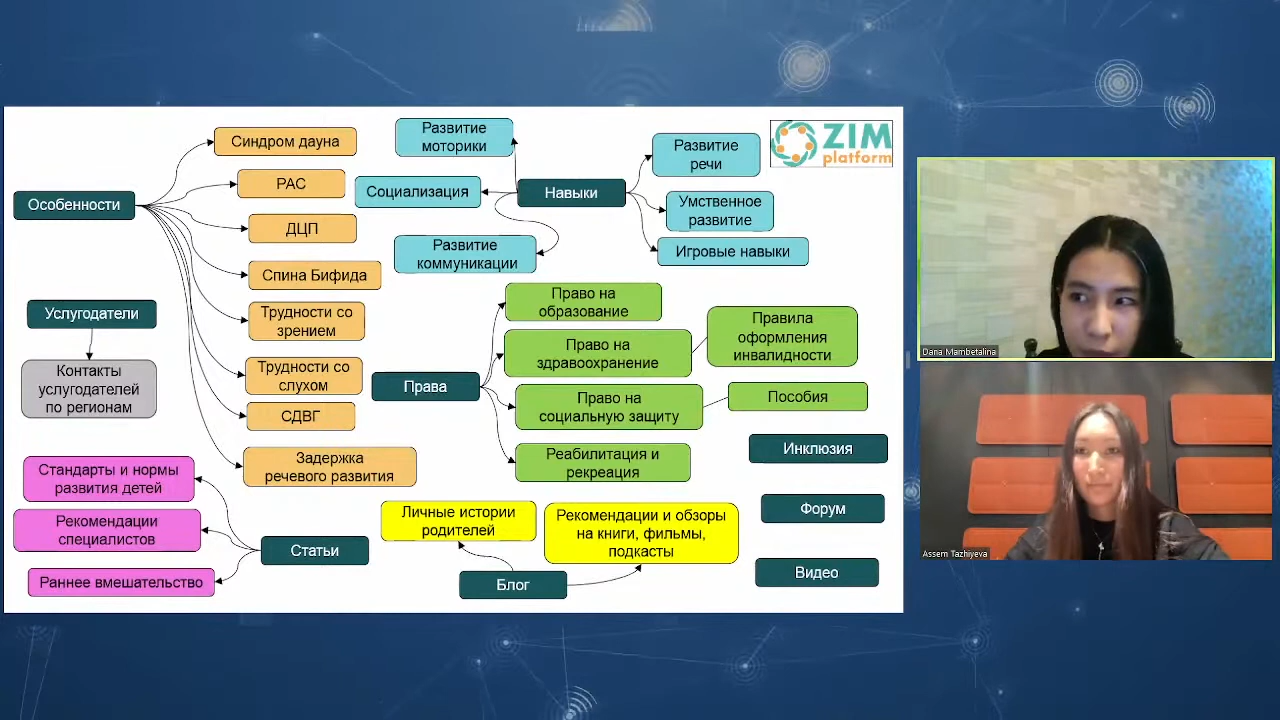 Особенности
Синдром дауна
РАС
ДЦП
Спина Бифида
Трудности со
зрением
Трудности со
слухом
СДВГ
Задержка
речевого развития
Развитие
моторики
Социализация
Развитие
коммуникации
Навыки
Развитие
речи
Умственное
развитие
Игровые навыки
ZIM
platform
Услугодатели
Контакты
услугодателей
по регионам
Права
Право на
образование
Право на
здравоохранение
Правила
оформления
инвалидности
Право на
социальную защиту
Пособия
Реабилитация и
рекреация
Стандарты и нормы
развития детей
Рекомендации
специалистов
Раннее вмешательство
Статьи
Личные истории
родителей
Рекомендации и обзоры
на книги, фильмы,
подкасты
Блог
Инклюзия
Форум
Видео
Dana Mambetalina
Assem Tazhiyeva